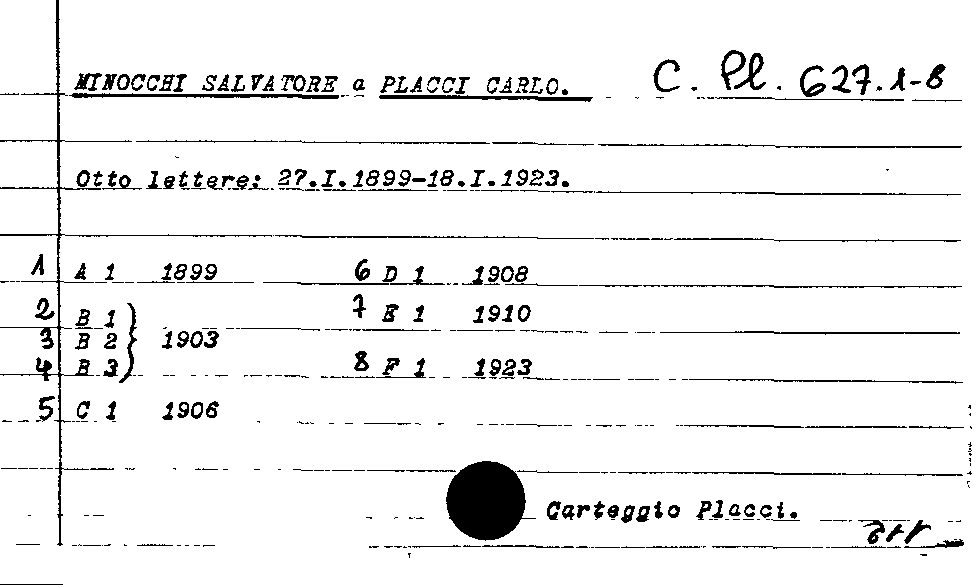 MINOCCHI SALVATORE a PLACCI CARLO. C. Pl. 627.1-8
Otto lettere: 27.I.1899-18.I.1923.
1 A 1 1899
2 B 1
3 B 2 } 1903
4 B 3
5 C 1 1906
6 D 1 1908
7 E 1 1910
8 F 1 1923
Carteggio Placci.